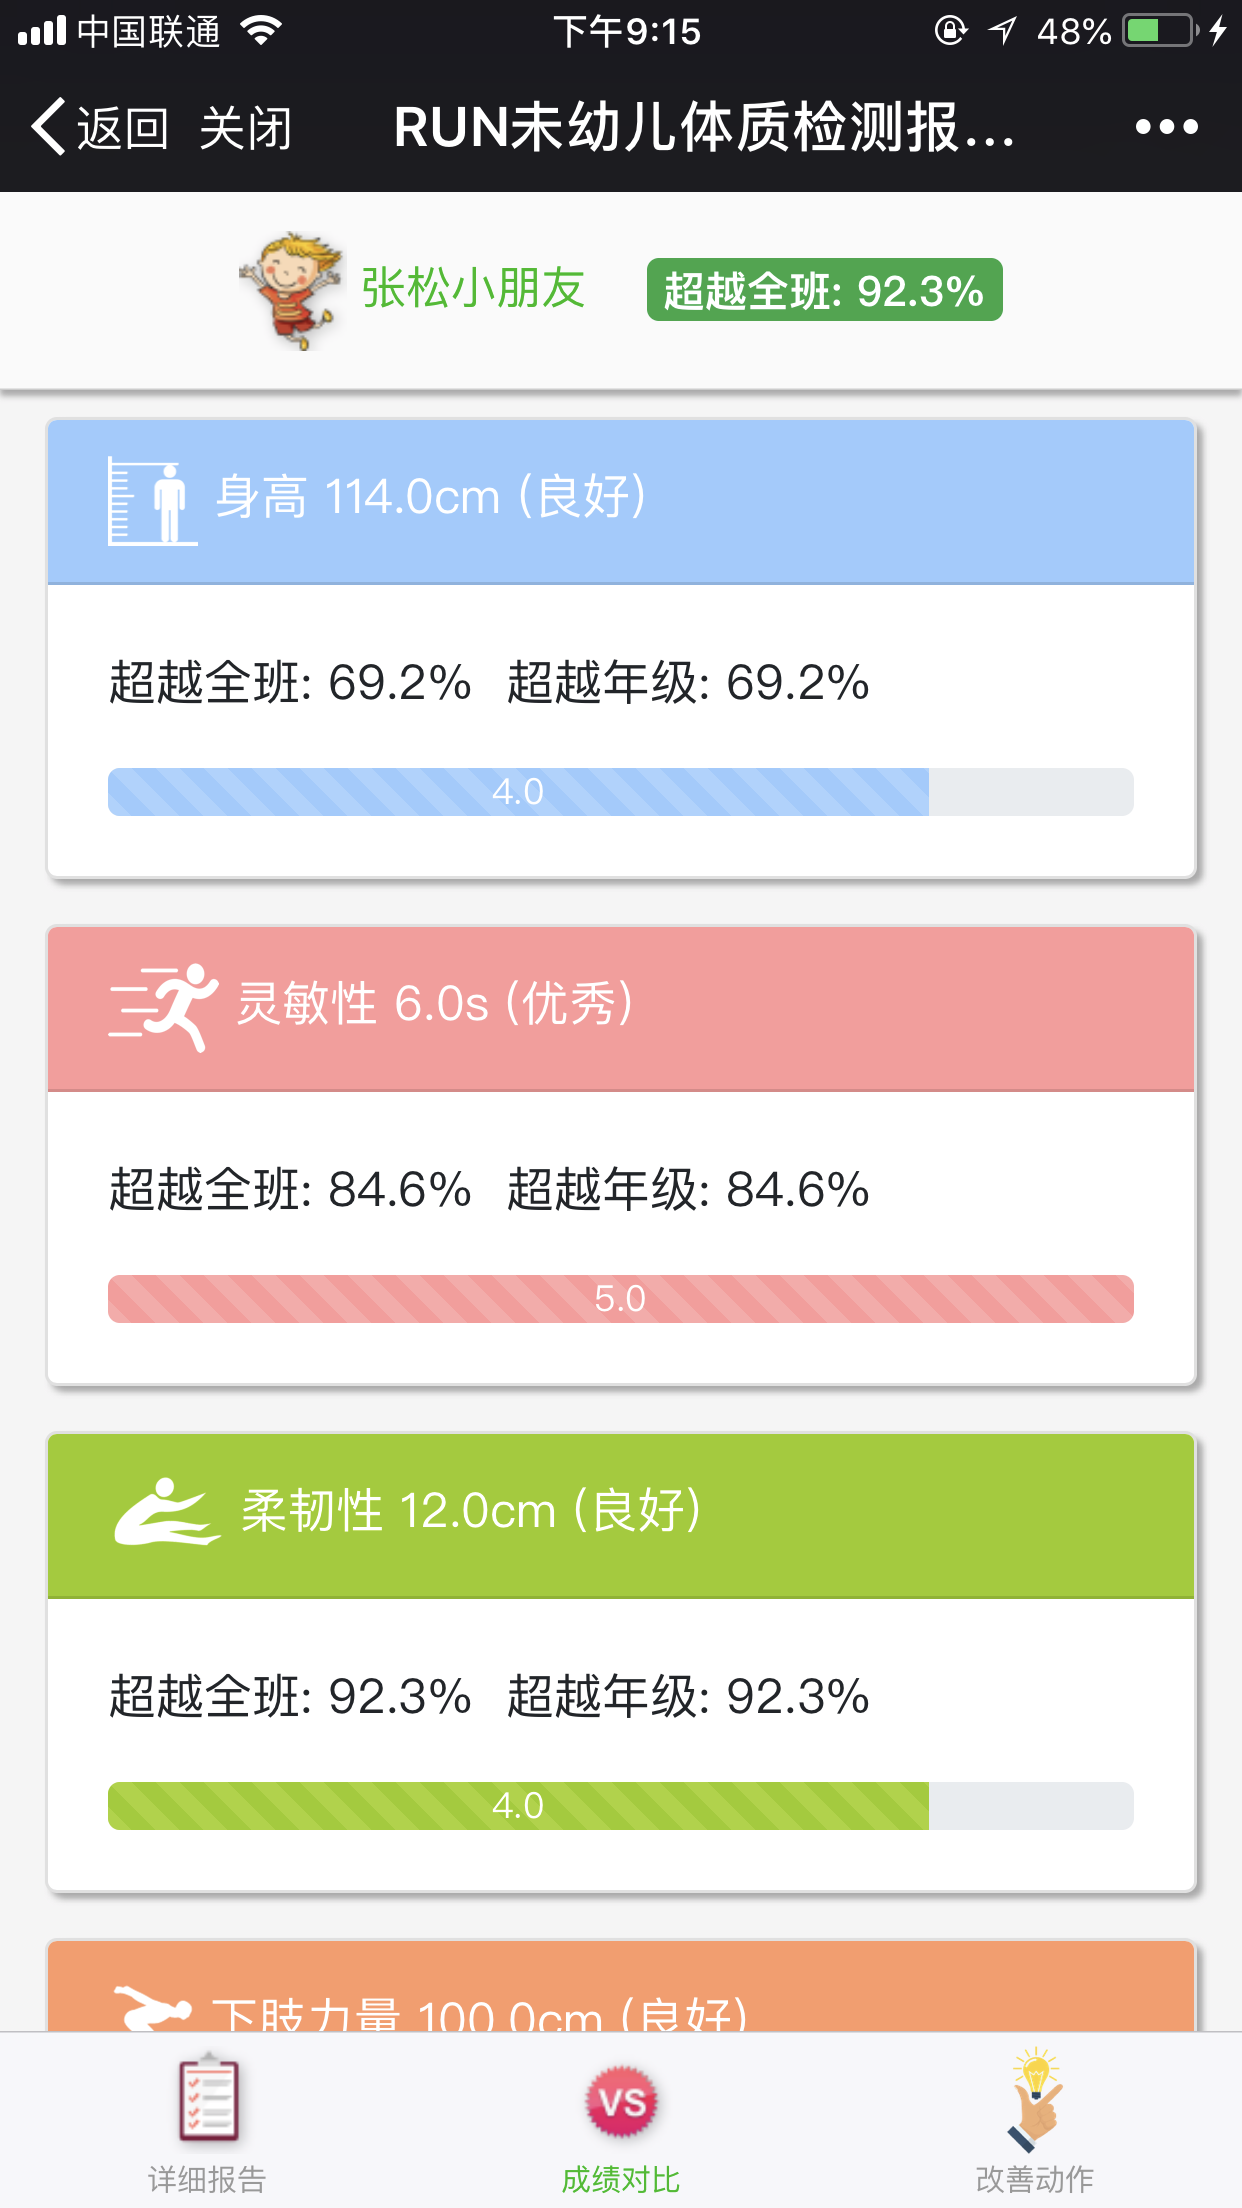 中国联通 下午9:15 48%
返回 关闭 RUN未幼儿体质检测报...
张松小朋友 超越全班: 92.3%
身高 114.0cm (良好)
超越全班: 69.2% 超越年级: 69.2%
4.0
灵敏性 6.0s (优秀)
超越全班: 84.6% 超越年级: 84.6%
5.0
柔韧性 12.0cm (良好)
超越全班: 92.3% 超越年级: 92.3%
4.0
下肢力量 100.0cm (良好)
VS
详细报告 成绩对比 改善动作